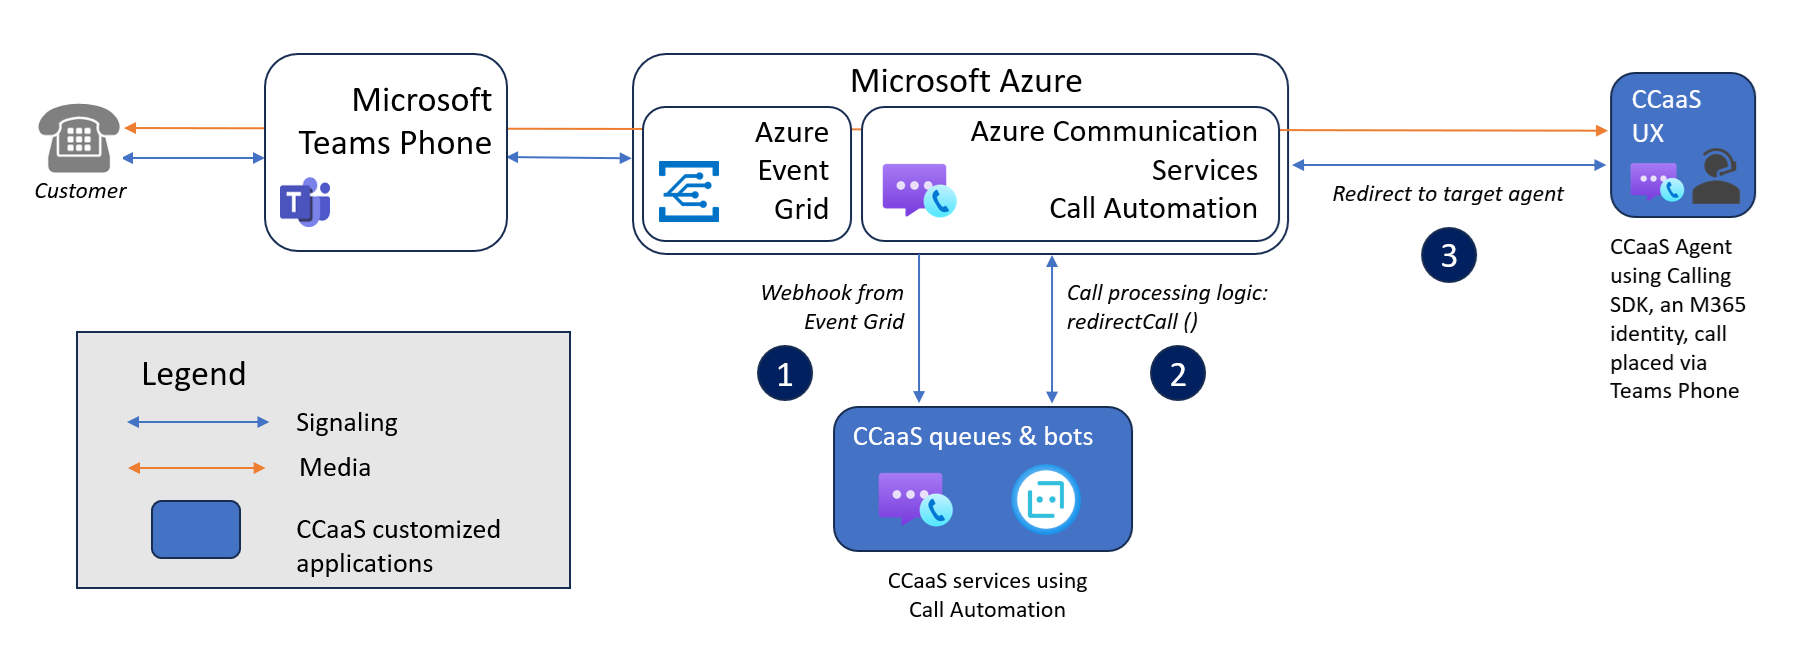 Customer
Microsoft
Teams Phone
T
Microsoft Azure
Azure
Event
Grid
Azure Communication
Services
Call Automation
Redirect to target agent
3
CCaaS
UX
CCaaS Agent
using Calling
SDK, an M365
identity, call
placed via
Teams Phone
Webhook from
Event Grid
1
Call processing logic:
redirectCall ()
2
CCaaS queues & bots
CCaaS services using
Call Automation
Legend
Signaling
Media
CCaaS customized
applications